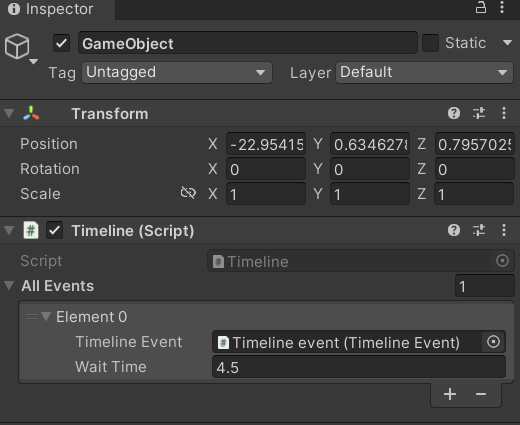 Inspector
GameObject Static
Tag Untagged Layer Default
Transform
Position X -22.95415 Y 0.6346278 Z 0.7957025
Rotation X 0 Y 0 Z 0
Scale X 1 Y 1 Z 1
# Timeline (Script)
Script # Timeline
All Events 1
Element 0
Timeline Event # Timeline event (Timeline Event)
Wait Time 4.5
+ −